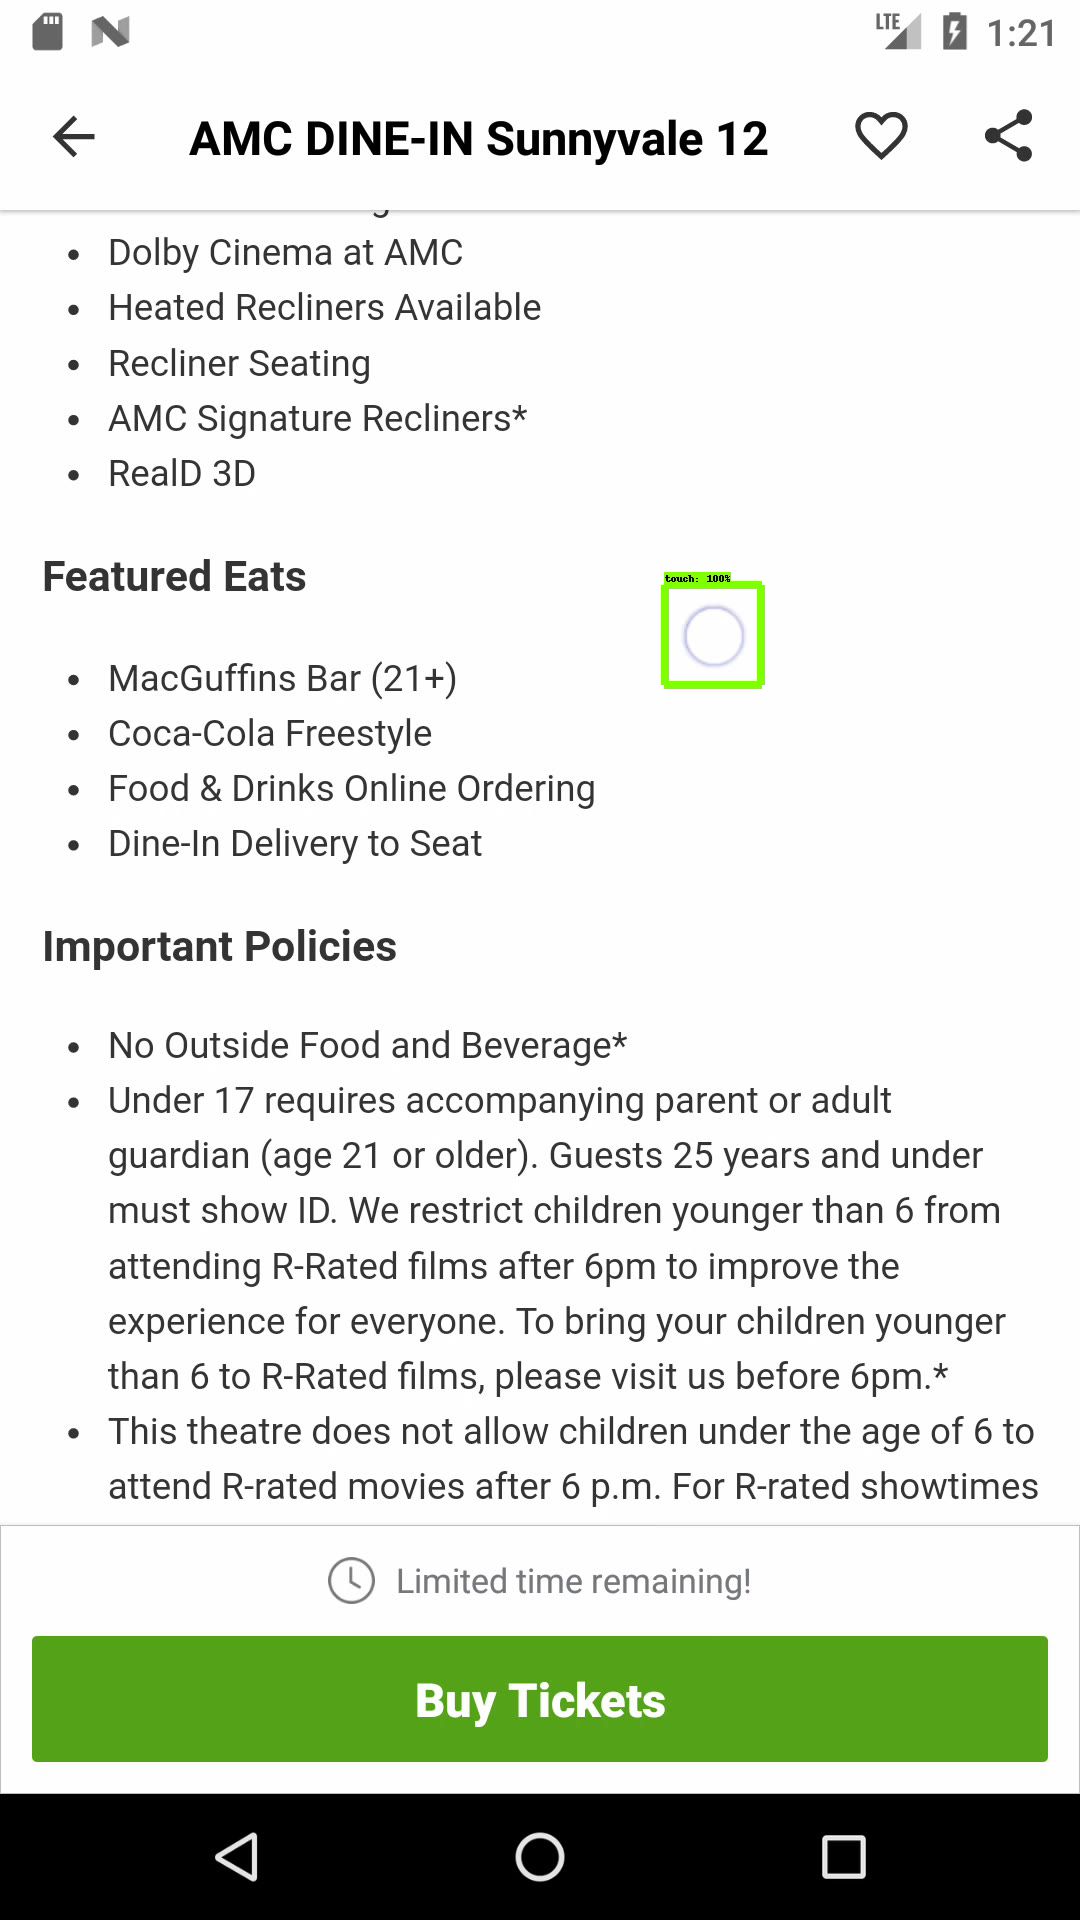 LTE 1:21
AMC DINE-IN Sunnyvale 12
Dolby Cinema at AMC
Heated Recliners Available
Recliner Seating
AMC Signature Recliners*
RealD 3D
Featured Eats
touch: 100%
MacGuffins Bar (21+)
Coca-Cola Freestyle
Food & Drinks Online Ordering
Dine-In Delivery to Seat
Important Policies
No Outside Food and Beverage*
Under 17 requires accompanying parent or adult
guardian (age 21 or older). Guests 25 years and under
must show ID. We restrict children younger than 6 from
attending R-Rated films after 6pm to improve the
experience for everyone. To bring your children younger
than 6 to R-Rated films, please visit us before 6pm.*
This theatre does not allow children under the age of 6 to
attend R-rated movies after 6 p.m. For R-rated showtimes
Limited time remaining!
Buy Tickets